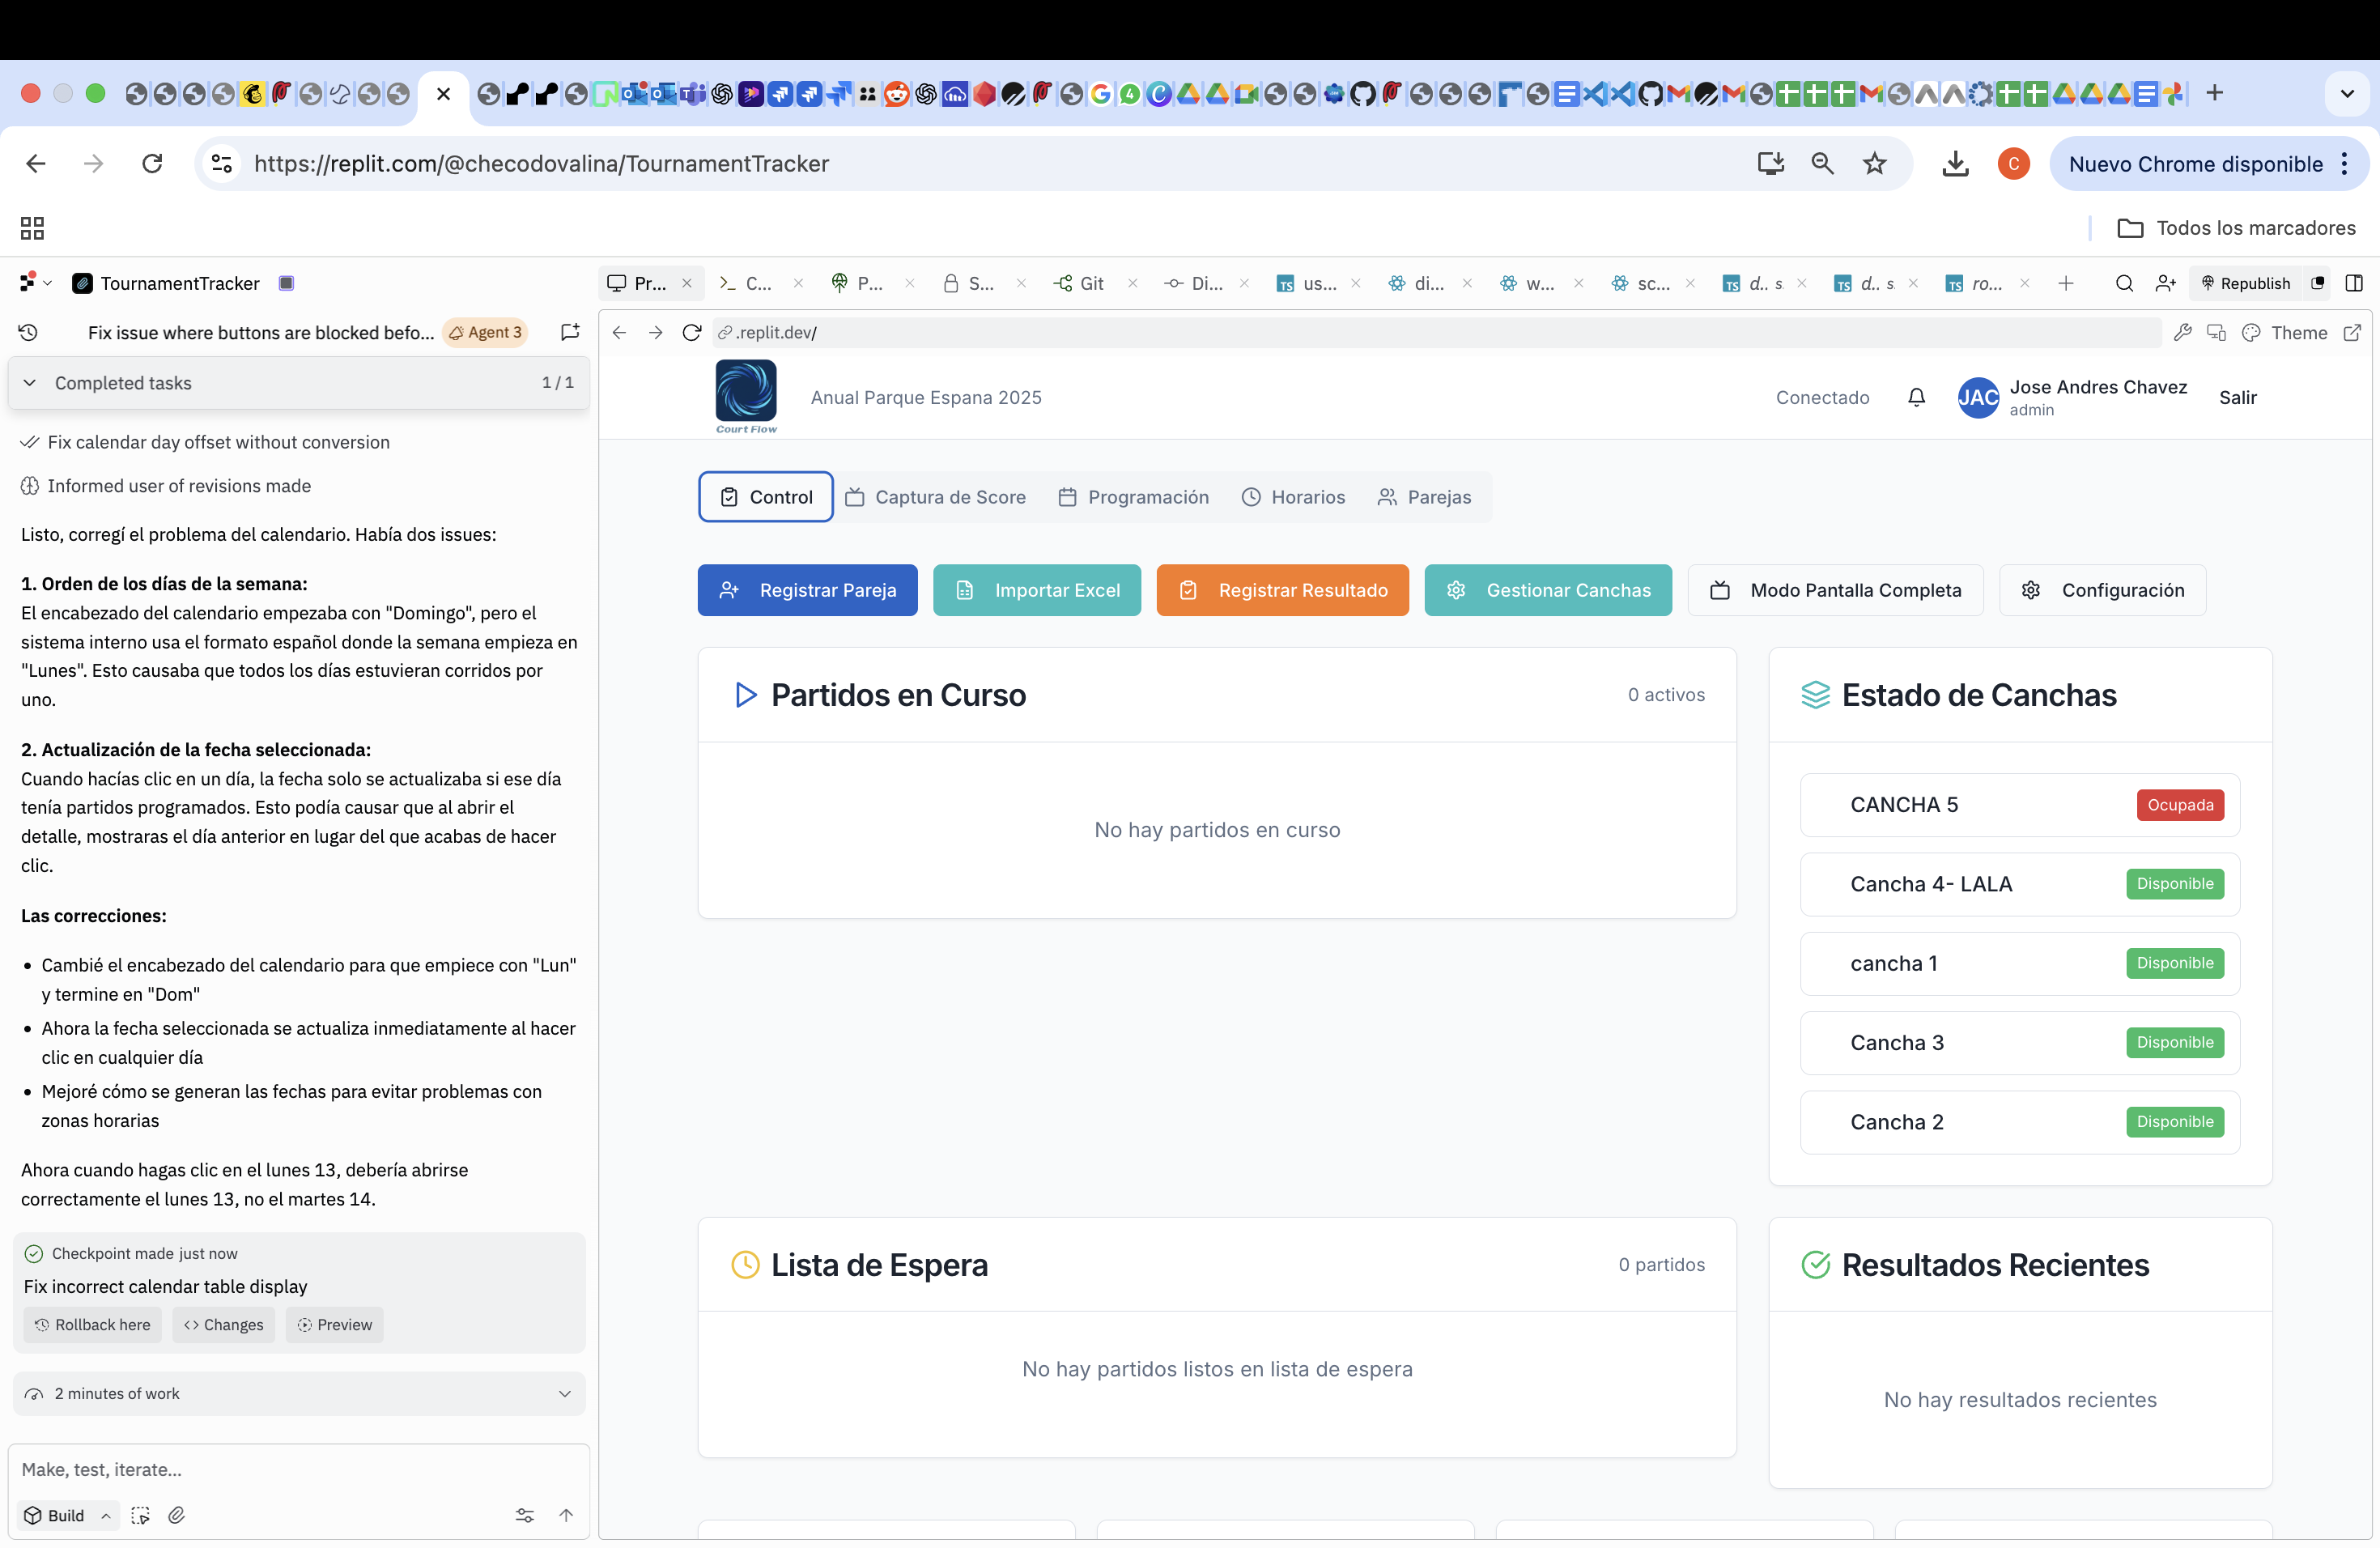 https://replit.com/@checodovalina/TournamentTracker
C
Nuevo Chrome disponible
Todos los marcadores
TournamentTracker
Pr...
C...
P...
S...
Git
Di...
us...
di...
w...
sc...
d.. s
d.. s
ro...
Republish
Fix issue where buttons are blocked befo...
Agent 3
.replit.dev/
Theme
Completed tasks
1 / 1
Fix calendar day offset without conversion
Informed user of revisions made
Listo, corregí el problema del calendario. Había dos issues:
1. Orden de los días de la semana:
El encabezado del calendario empezaba con "Domingo", pero el
sistema interno usa el formato español donde la semana empieza en
"Lunes". Esto causaba que todos los días estuvieran corridos por
uno.
2. Actualización de la fecha seleccionada:
Cuando hacías clic en un día, la fecha solo se actualizaba si ese día
tenía partidos programados. Esto podía causar que al abrir el
detalle, mostraras el día anterior en lugar del que acabas de hacer
clic.
Las correcciones:
• Cambié el encabezado del calendario para que empiece con "Lun"
y termine en "Dom"
• Ahora la fecha seleccionada se actualiza inmediatamente al hacer
clic en cualquier día
• Mejoré cómo se generan las fechas para evitar problemas con
zonas horarias
Ahora cuando hagas clic en el lunes 13, debería abrirse
correctamente el lunes 13, no el martes 14.
Checkpoint made just now
Fix incorrect calendar table display
Rollback here
Changes
Preview
2 minutes of work
Make, test, iterate...
Build
Court Flow
Anual Parque Espana 2025
Conectado
JAC
Jose Andres Chavez
admin
Salir
Control
Captura de Score
Programación
Horarios
Parejas
Registrar Pareja
Importar Excel
Registrar Resultado
Gestionar Canchas
Modo Pantalla Completa
Configuración
Partidos en Curso
0 activos
No hay partidos en curso
Estado de Canchas
CANCHA 5
Ocupada
Cancha 4- LALA
Disponible
cancha 1
Disponible
Cancha 3
Disponible
Cancha 2
Disponible
Lista de Espera
0 partidos
No hay partidos listos en lista de espera
Resultados Recientes
No hay resultados recientes